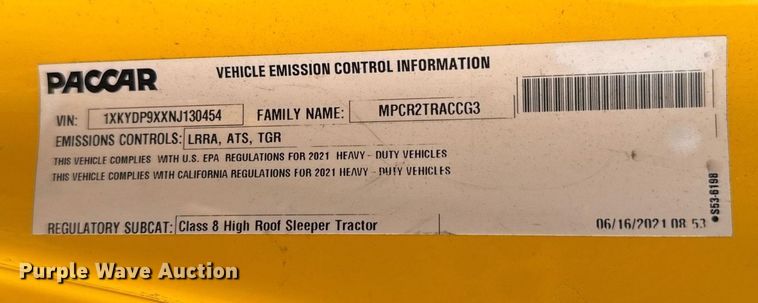 PACCAR
VEHICLE EMISSION CONTROL INFORMATION
VIN: 1XKYDP9XXNJ130454 FAMILY NAME: MPCR2TRACCG3
EMISSIONS CONTROLS: LRRA, ATS, TGR
THIS VEHICLE COMPLIES WITH U.S. EPA REGULATIONS FOR 2021 HEAVY - DUTY VEHICLES
THIS VEHICLE COMPLIES WITH CALIFORNIA REGULATIONS FOR 2021 HEAVY - DUTY VEHICLES
REGULATORY SUBCAT: Class 8 High Roof Sleeper Tractor
06/16/2021 08 53
S53-6198
Purple Wave Auction